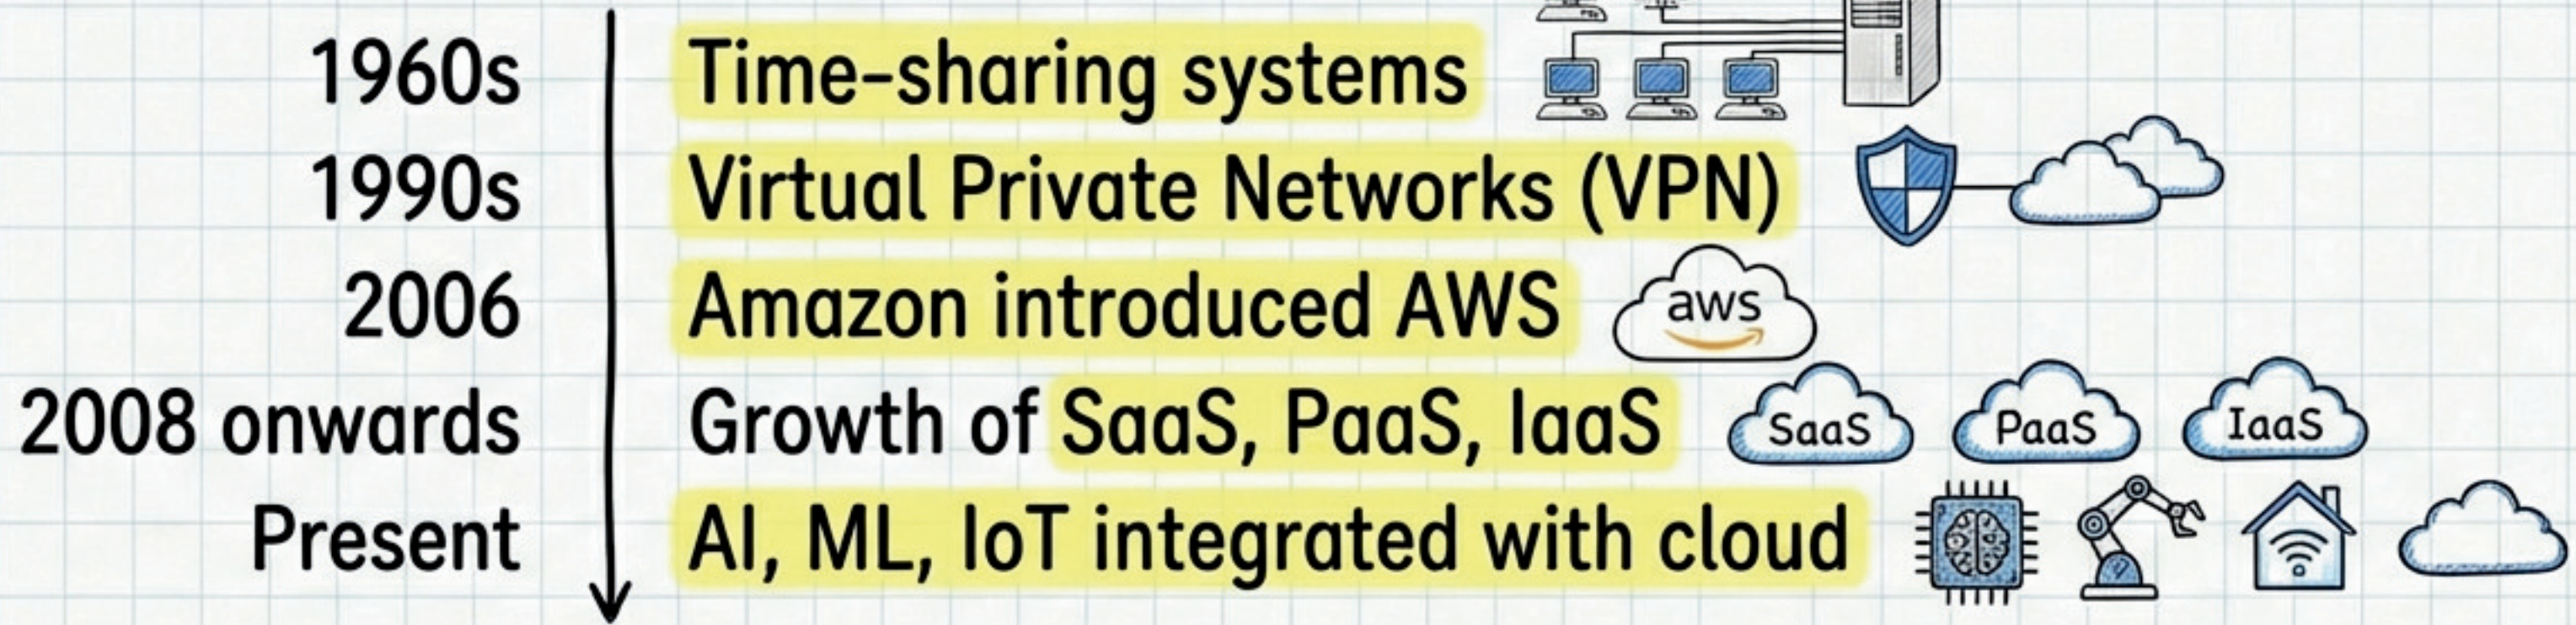 1960s Time-sharing systems
1990s Virtual Private Networks (VPN)
2006 Amazon introduced AWS
aws
2008 onwards Growth of SaaS, PaaS, IaaS
SaaS PaaS IaaS
Present AI, ML, IoT integrated with cloud